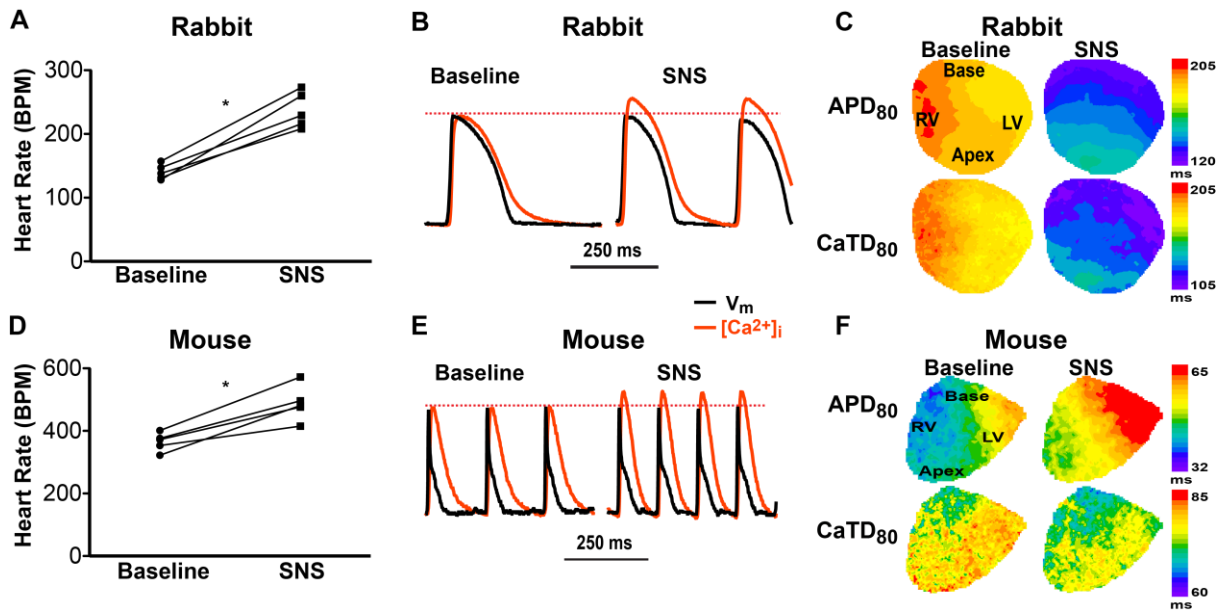 A
Rabbit
Heart Rate (BPM)
300
200
100
0
*
Baseline
SNS
B
Rabbit
Baseline
SNS
250 ms
C
Rabbit
Baseline
SNS
APD80
Base
RV
LV
Apex
205
120
ms
CaTD80
205
105
ms
D
Mouse
Heart Rate (BPM)
600
400
200
0
*
Baseline
SNS
Vm
[Ca2+]i
E
Mouse
Baseline
SNS
250 ms
F
Mouse
Baseline
SNS
APD80
Base
RV
LV
Apex
65
32
ms
CaTD80
85
60
ms